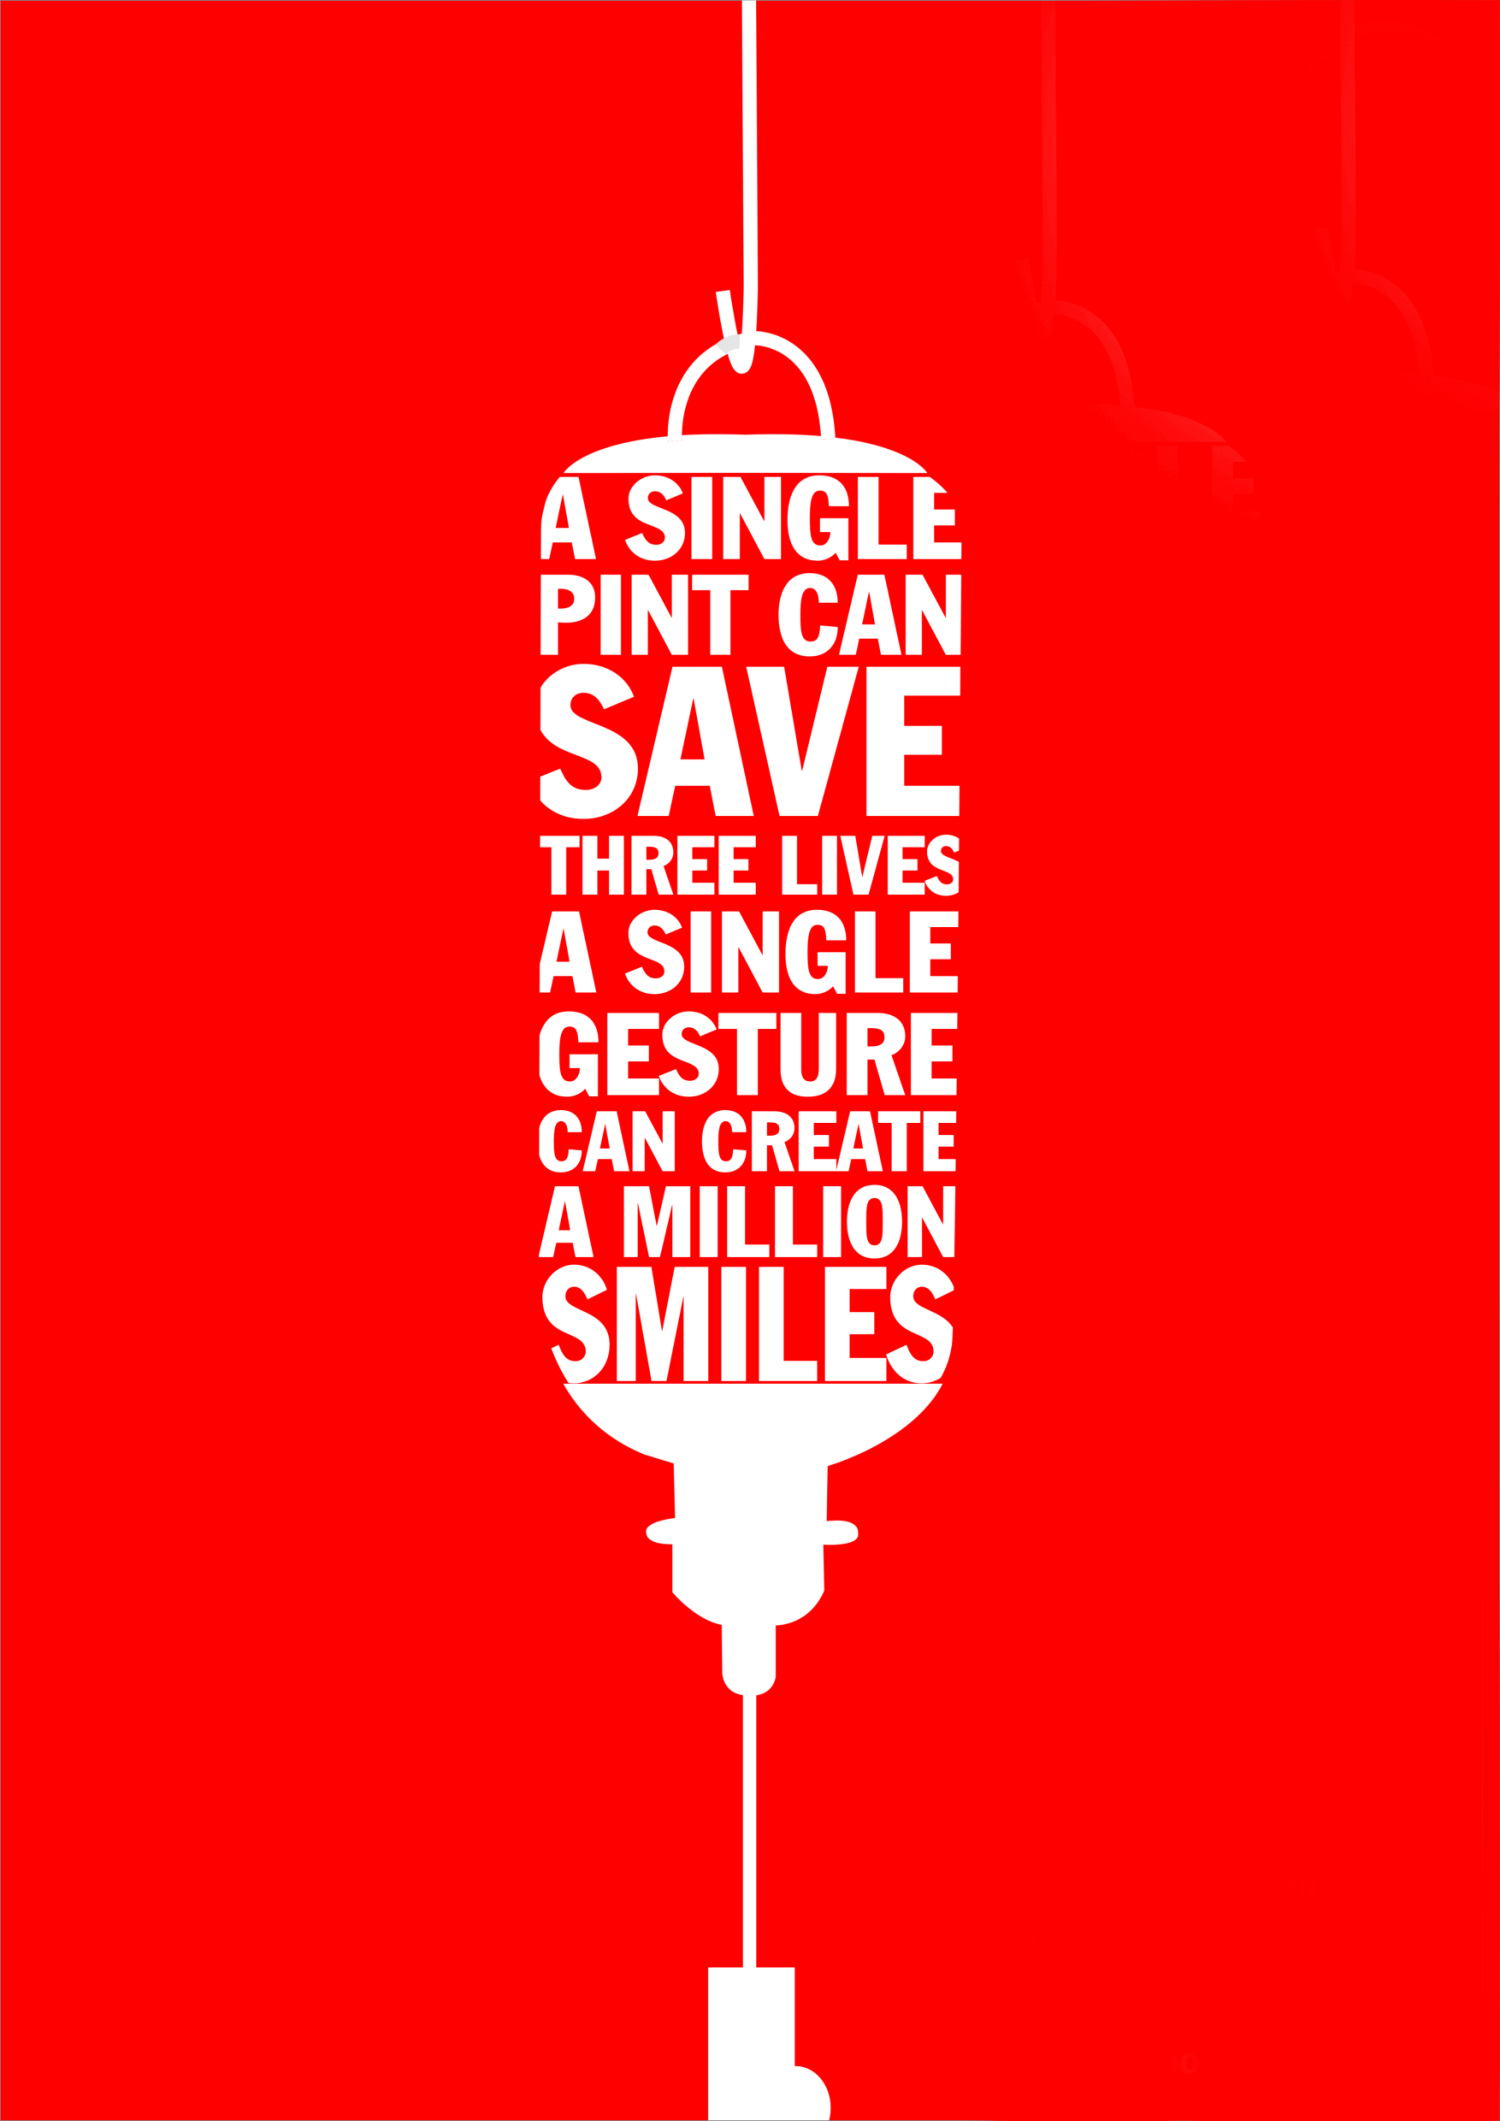 A SINGLE
PINT CAN
SAVE
THREE LIVES
A SINGLE
GESTURE
CAN CREATE
A MILLION
SMILES